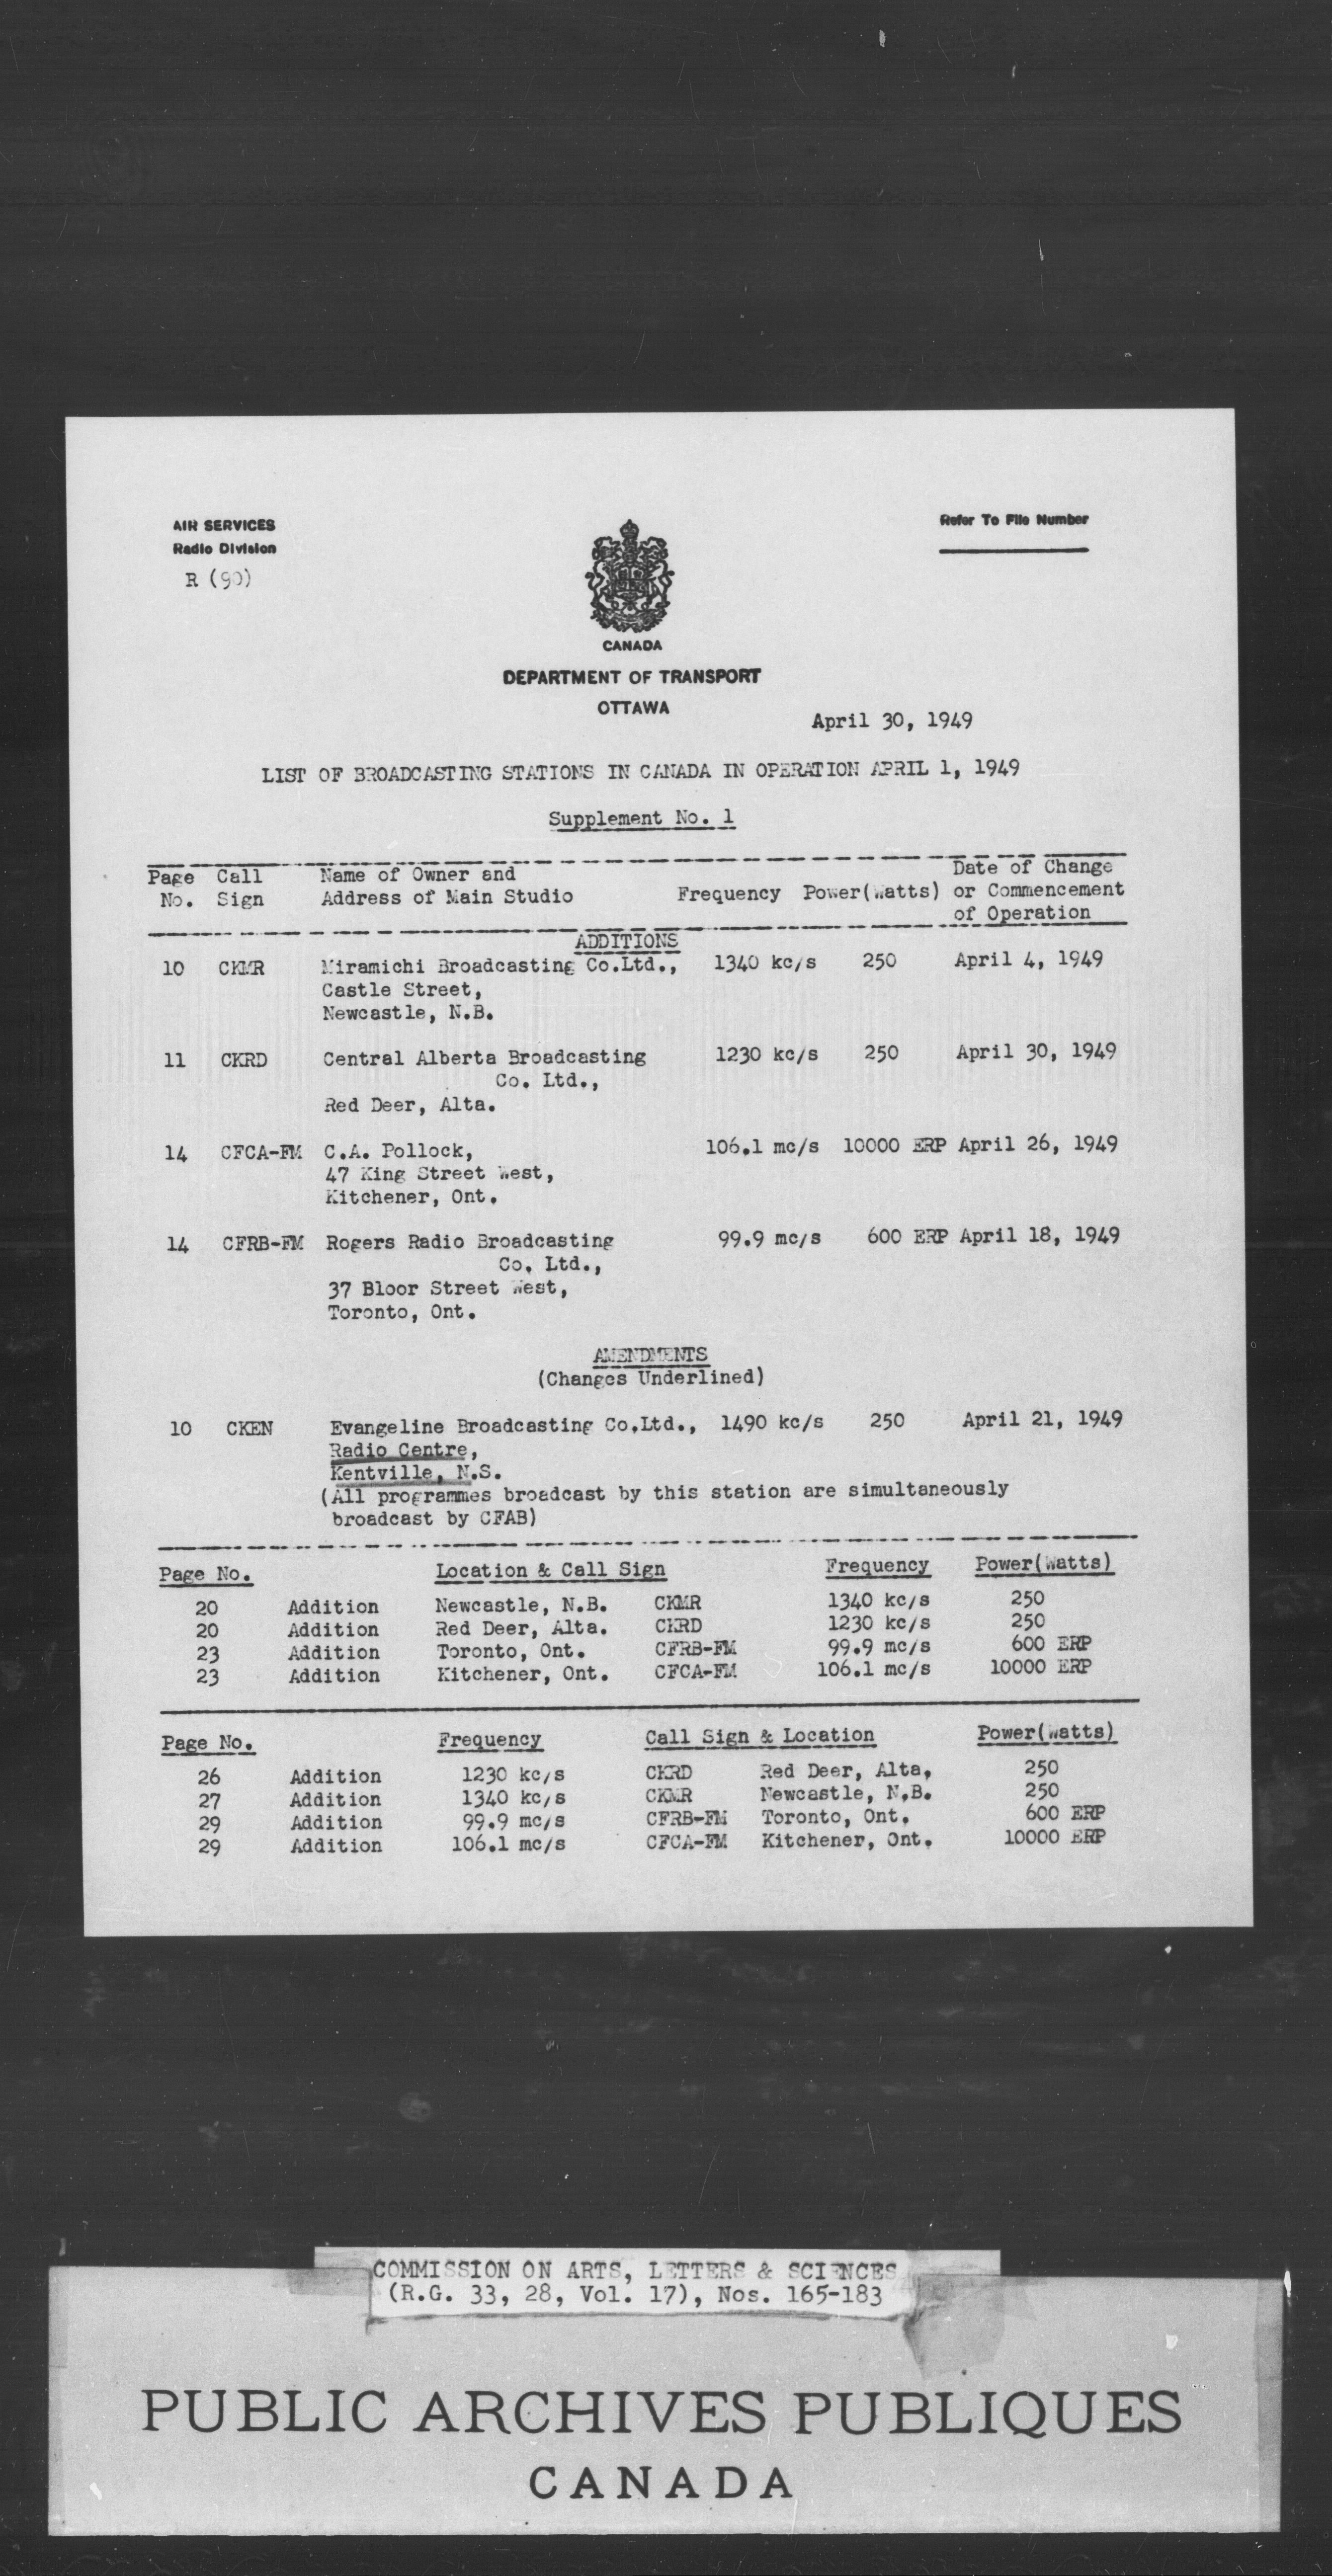 AIR SERVICES
Radio Division
R (90)
Refer To File Number
CANADA
DEPARTMENT OF TRANSPORT
OTTAWA
April 30, 1949
LIST OF BROADCASTING STATIONS IN CANADA IN OPERATION APRIL 1, 1949
Supplement No. 1
Page Call Name of Owner and Date of Change
No. Sign Address of Main Studio Frequency Power(Watts) or Commencement
of Operation
ADDITIONS
10 CKMR Miramichi Broadcasting Co.Ltd., 1340 kc/s 250 April 4, 1949
Castle Street,
Newcastle, N.B.
11 CKRD Central Alberta Broadcasting 1230 kc/s 250 April 30, 1949
Co. Ltd.,
Red Deer, Alta.
14 CFCA-FM C.A. Pollock, 106.1 mc/s 10000 ERP April 26, 1949
47 King Street West,
Kitchener, Ont.
14 CFRB-FM Rogers Radio Broadcasting 99.9 mc/s 600 ERP April 18, 1949
Co. Ltd.,
37 Bloor Street West,
Toronto, Ont.
AMENDMENTS
(Changes Underlined)
10 CKEN Evangeline Broadcasting Co.Ltd., 1490 kc/s 250 April 21, 1949
Radio Centre,
Kentville, N.S.
(All programmes broadcast by this station are simultaneously
broadcast by CFAB)
Page No. Location & Call Sign Frequency Power(Watts)
20 Addition Newcastle, N.B. CKMR 1340 kc/s 250
20 Addition Red Deer, Alta. CKRD 1230 kc/s 250
23 Addition Toronto, Ont. CFRB-FM 99.9 mc/s 600 ERP
23 Addition Kitchener, Ont. CFCA-FM 106.1 mc/s 10000 ERP
Page No. Frequency Call Sign & Location Power(Watts)
26 Addition 1230 kc/s CKRD Red Deer, Alta, 250
27 Addition 1340 kc/s CKMR Newcastle, N.B. 250
29 Addition 99.9 mc/s CFRB-FM Toronto, Ont. 600 ERP
29 Addition 106.1 mc/s CFCA-FM Kitchener, Ont. 10000 ERP
COMMISSION ON ARTS, LETTERS & SCIENCES
(R.G. 33, 28, Vol. 17), Nos. 165-183
PUBLIC ARCHIVES PUBLIQUES
CANADA